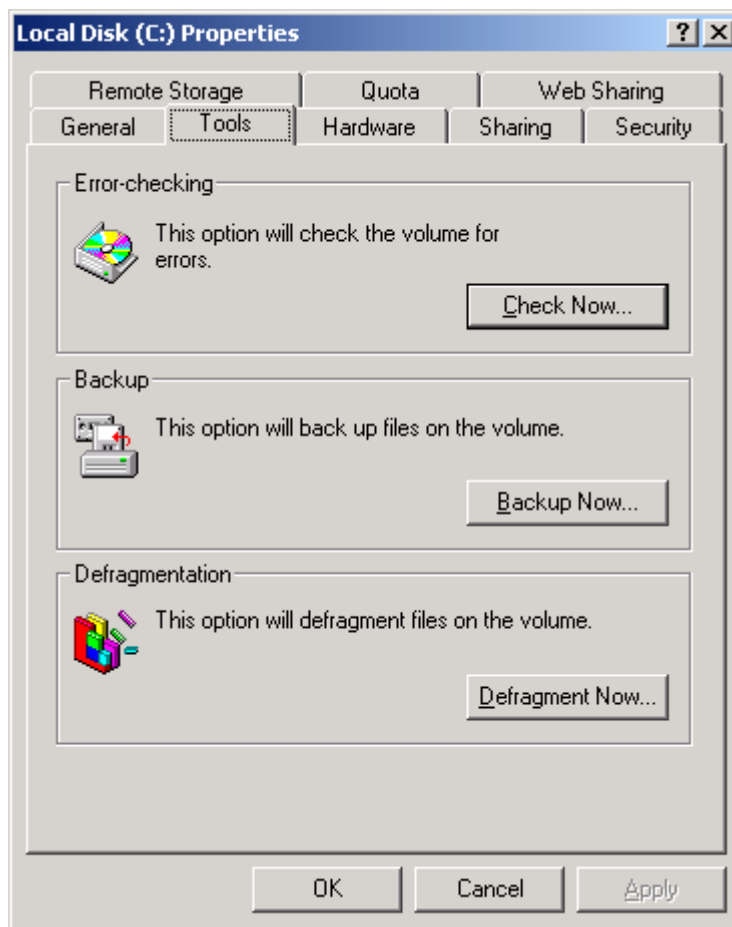 Local Disk (C:) Properties
Remote Storage
Quota
Web Sharing
General
Tools
Hardware
Sharing
Security
Error-checking
This option will check the volume for
errors.
Check Now...
Backup
This option will back up files on the volume.
Backup Now...
Defragmentation
This option will defragment files on the volume.
Defragment Now...
OK
Cancel
Apply